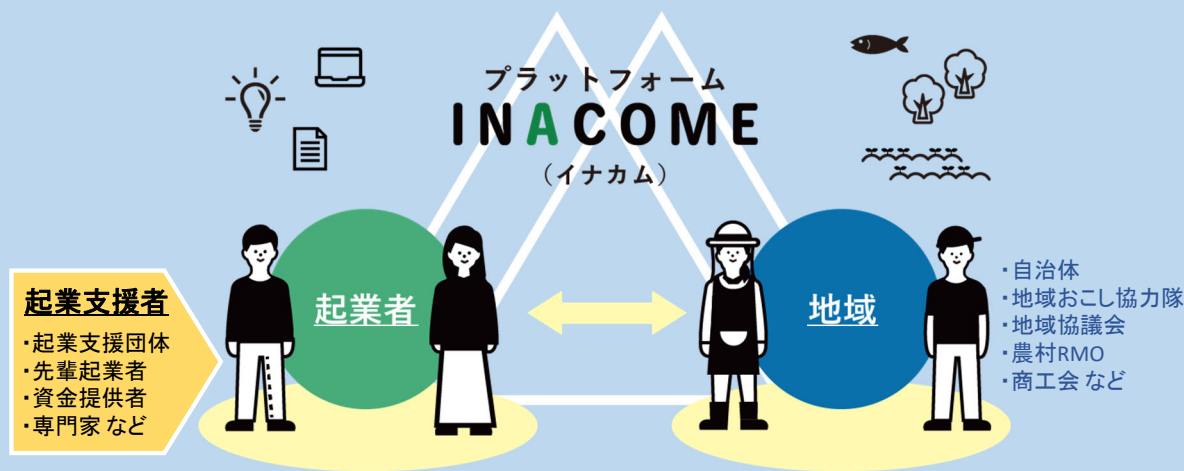 プラットフォーム
INACOME
（イナカム）
起業支援者
・起業支援団体
・先輩起業者
・資金提供者
・専門家 など
起業者
地域
・自治体
・地域おこし協力隊
・地域協議会
・農村RMO
・商工会 など